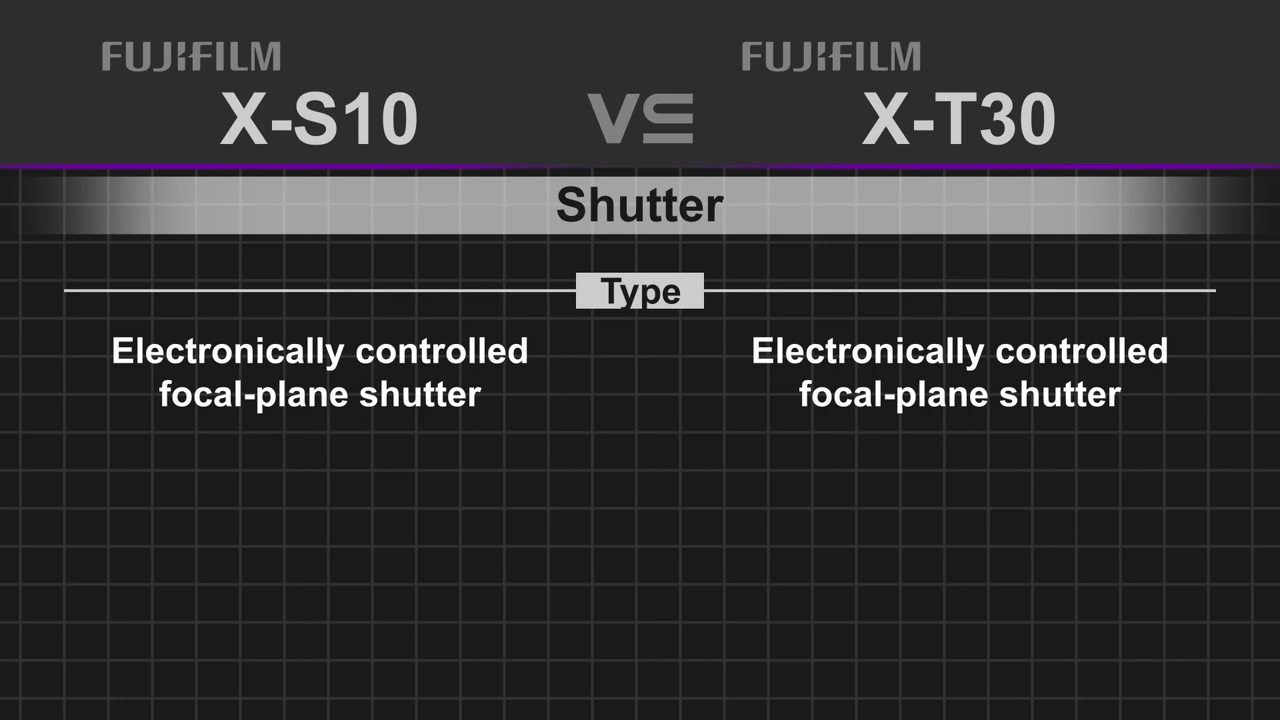 FUJIFILM
X-S10
VS
FUJIFILM
X-T30
Shutter
Type
Electronically controlled
focal-plane shutter
Electronically controlled
focal-plane shutter